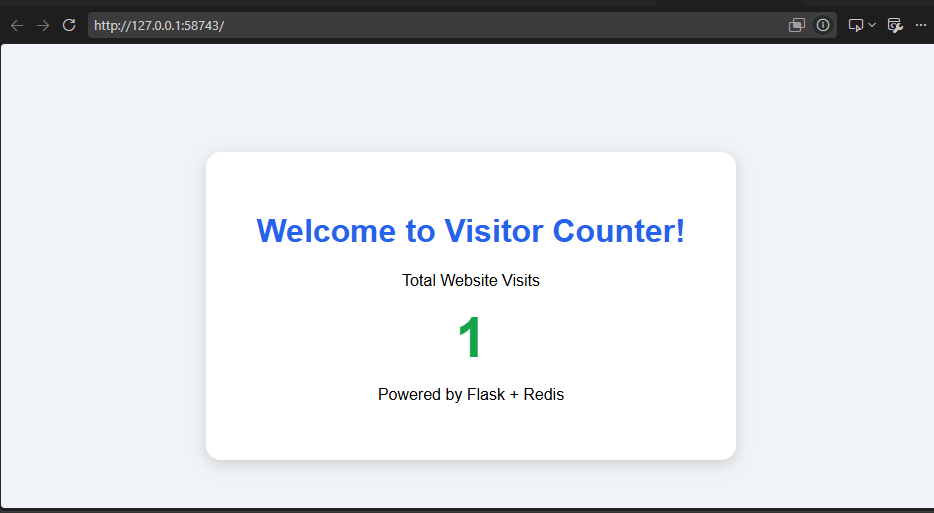 http://127.0.0.1:58743/
Welcome to Visitor Counter!
Total Website Visits
1
Powered by Flask + Redis